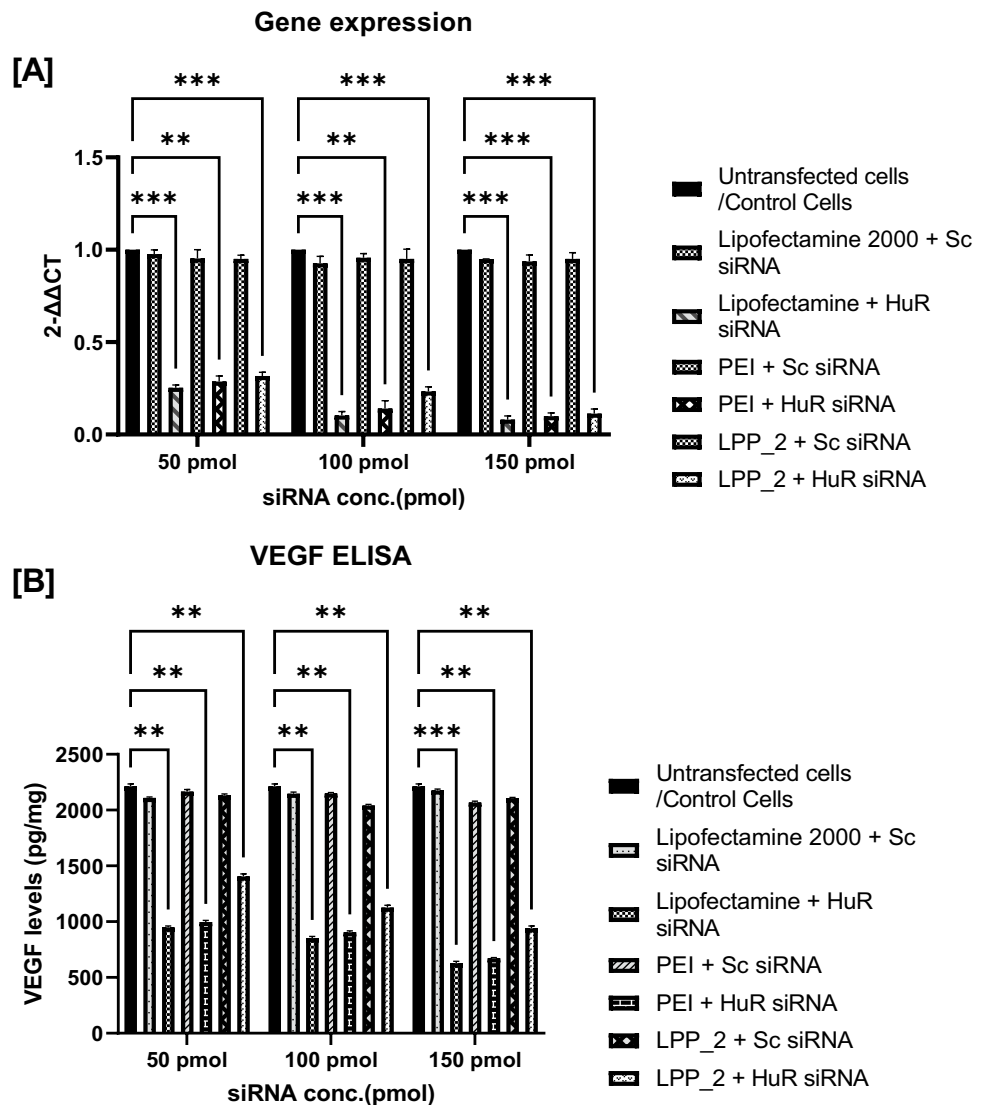 Gene expression
[A]
*** *** ***
** ** ***
*** *** ***
2-ΔΔCT
1.5
1.0
0.5
0.0
50 pmol 100 pmol 150 pmol
siRNA conc.(pmol)
Untransfected cells
/Control Cells
Lipofectamine 2000 + Sc
siRNA
Lipofectamine + HuR
siRNA
PEI + Sc siRNA
PEI + HuR siRNA
LPP_2 + Sc siRNA
LPP_2 + HuR siRNA
VEGF ELISA
[B]
** ** **
** ** **
** ** ***
VEGF levels (pg/mg)
2500
2000
1500
1000
500
0
50 pmol 100 pmol 150 pmol
siRNA conc.(pmol)
Untransfected cells
/Control Cells
Lipofectamine 2000 + Sc
siRNA
Lipofectamine + HuR
siRNA
PEI + Sc siRNA
PEI + HuR siRNA
LPP_2 + Sc siRNA
LPP_2 + HuR siRNA